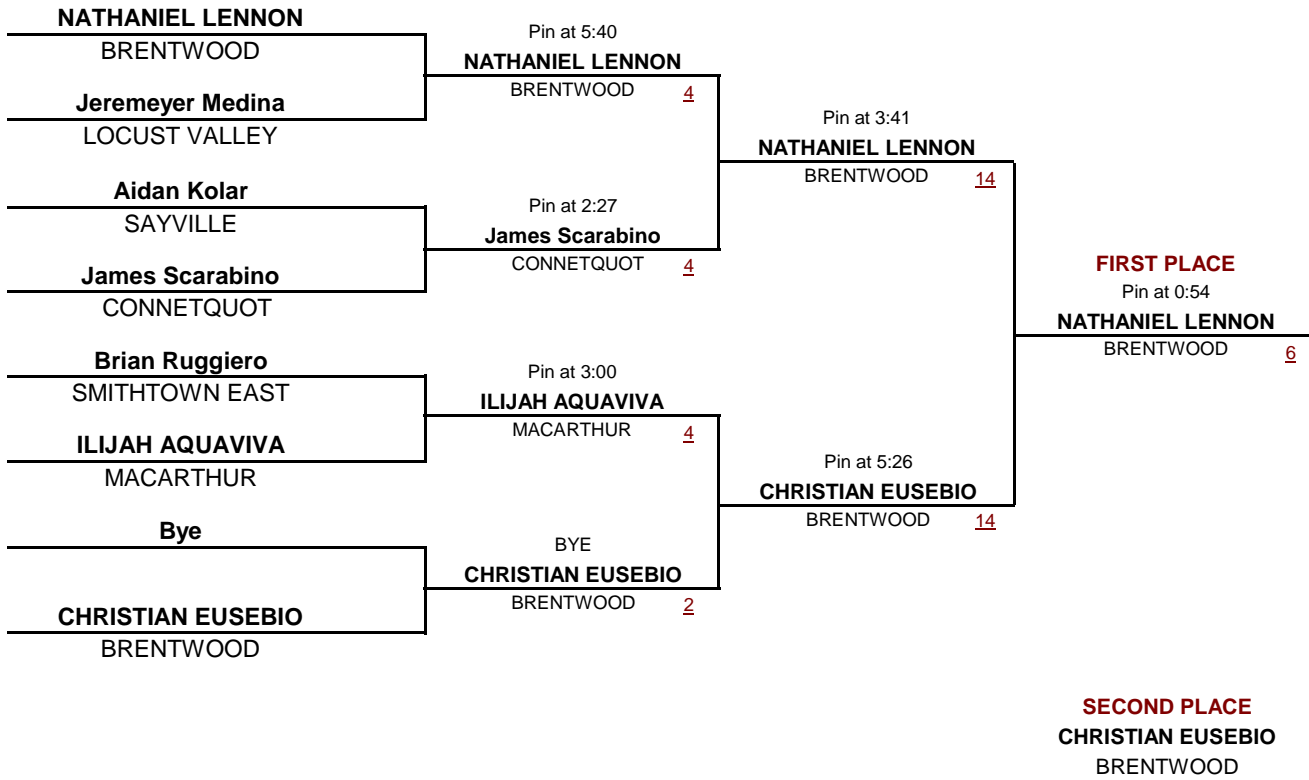 NATHANIEL LENNON
BRENTWOOD
Jeremeyer Medina
LOCUST VALLEY
Aidan Kolar
SAYVILLE
James Scarabino
CONNETQUOT
Brian Ruggiero
SMITHTOWN EAST
ILIJAH AQUAVIVA
MACARTHUR
Bye
CHRISTIAN EUSEBIO
BRENTWOOD
Pin at 5:40
NATHANIEL LENNON
BRENTWOOD 4
Pin at 2:27
James Scarabino
CONNETQUOT 4
Pin at 3:00
ILIJAH AQUAVIVA
MACARTHUR 4
BYE
CHRISTIAN EUSEBIO
BRENTWOOD 2
Pin at 3:41
NATHANIEL LENNON
BRENTWOOD 14
Pin at 5:26
CHRISTIAN EUSEBIO
BRENTWOOD 14
FIRST PLACE
Pin at 0:54
NATHANIEL LENNON
BRENTWOOD 6
SECOND PLACE
CHRISTIAN EUSEBIO
BRENTWOOD